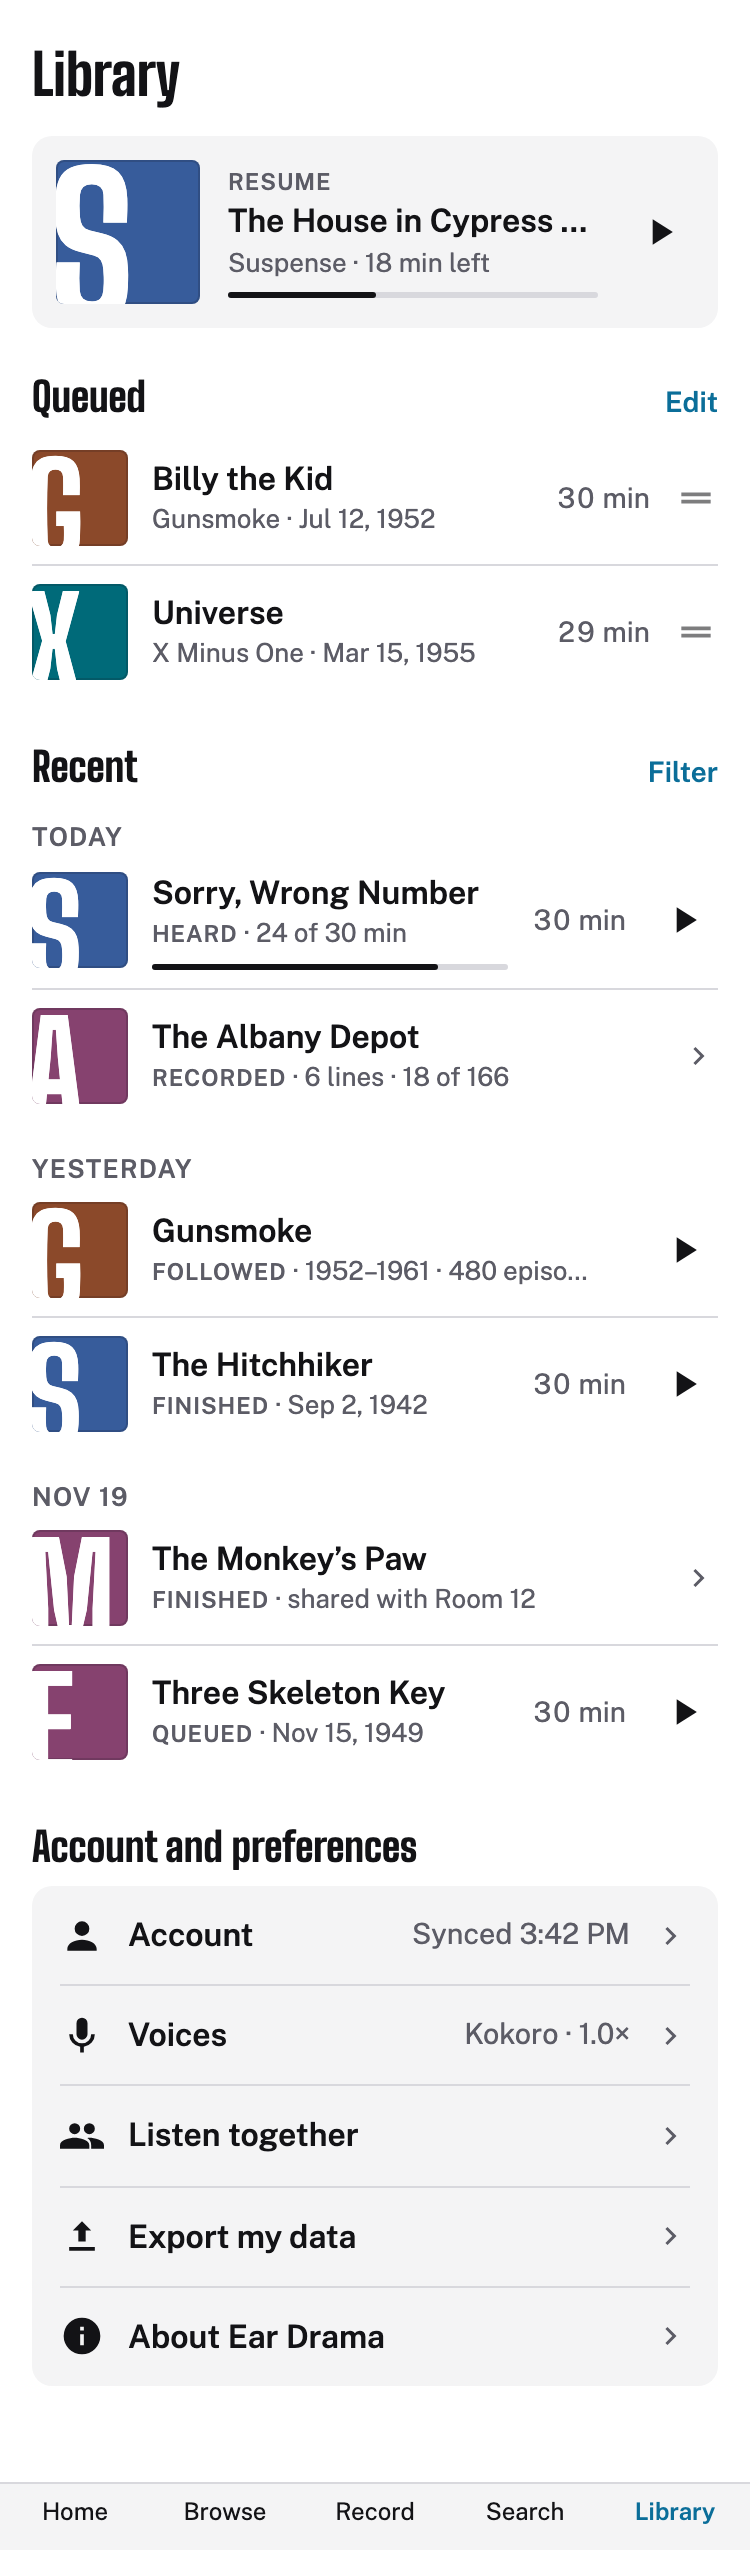 Library
S
RESUME
The House in Cypress ...
Suspense · 18 min left
Queued
Edit
G
Billy the Kid
Gunsmoke · Jul 12, 1952
30 min
X
Universe
X Minus One · Mar 15, 1955
29 min
Recent
Filter
TODAY
S
Sorry, Wrong Number
HEARD · 24 of 30 min
30 min
A
The Albany Depot
RECORDED · 6 lines · 18 of 166
YESTERDAY
G
Gunsmoke
FOLLOWED · 1952–1961 · 480 episo...
S
The Hitchhiker
FINISHED · Sep 2, 1942
30 min
NOV 19
M
The Monkey’s Paw
FINISHED · shared with Room 12
Three Skeleton Key
QUEUED · Nov 15, 1949
30 min
Account and preferences
Account
Synced 3:42 PM
Voices
Kokoro · 1.0×
Listen together
Export my data
About Ear Drama
Home
Browse
Record
Search
Library